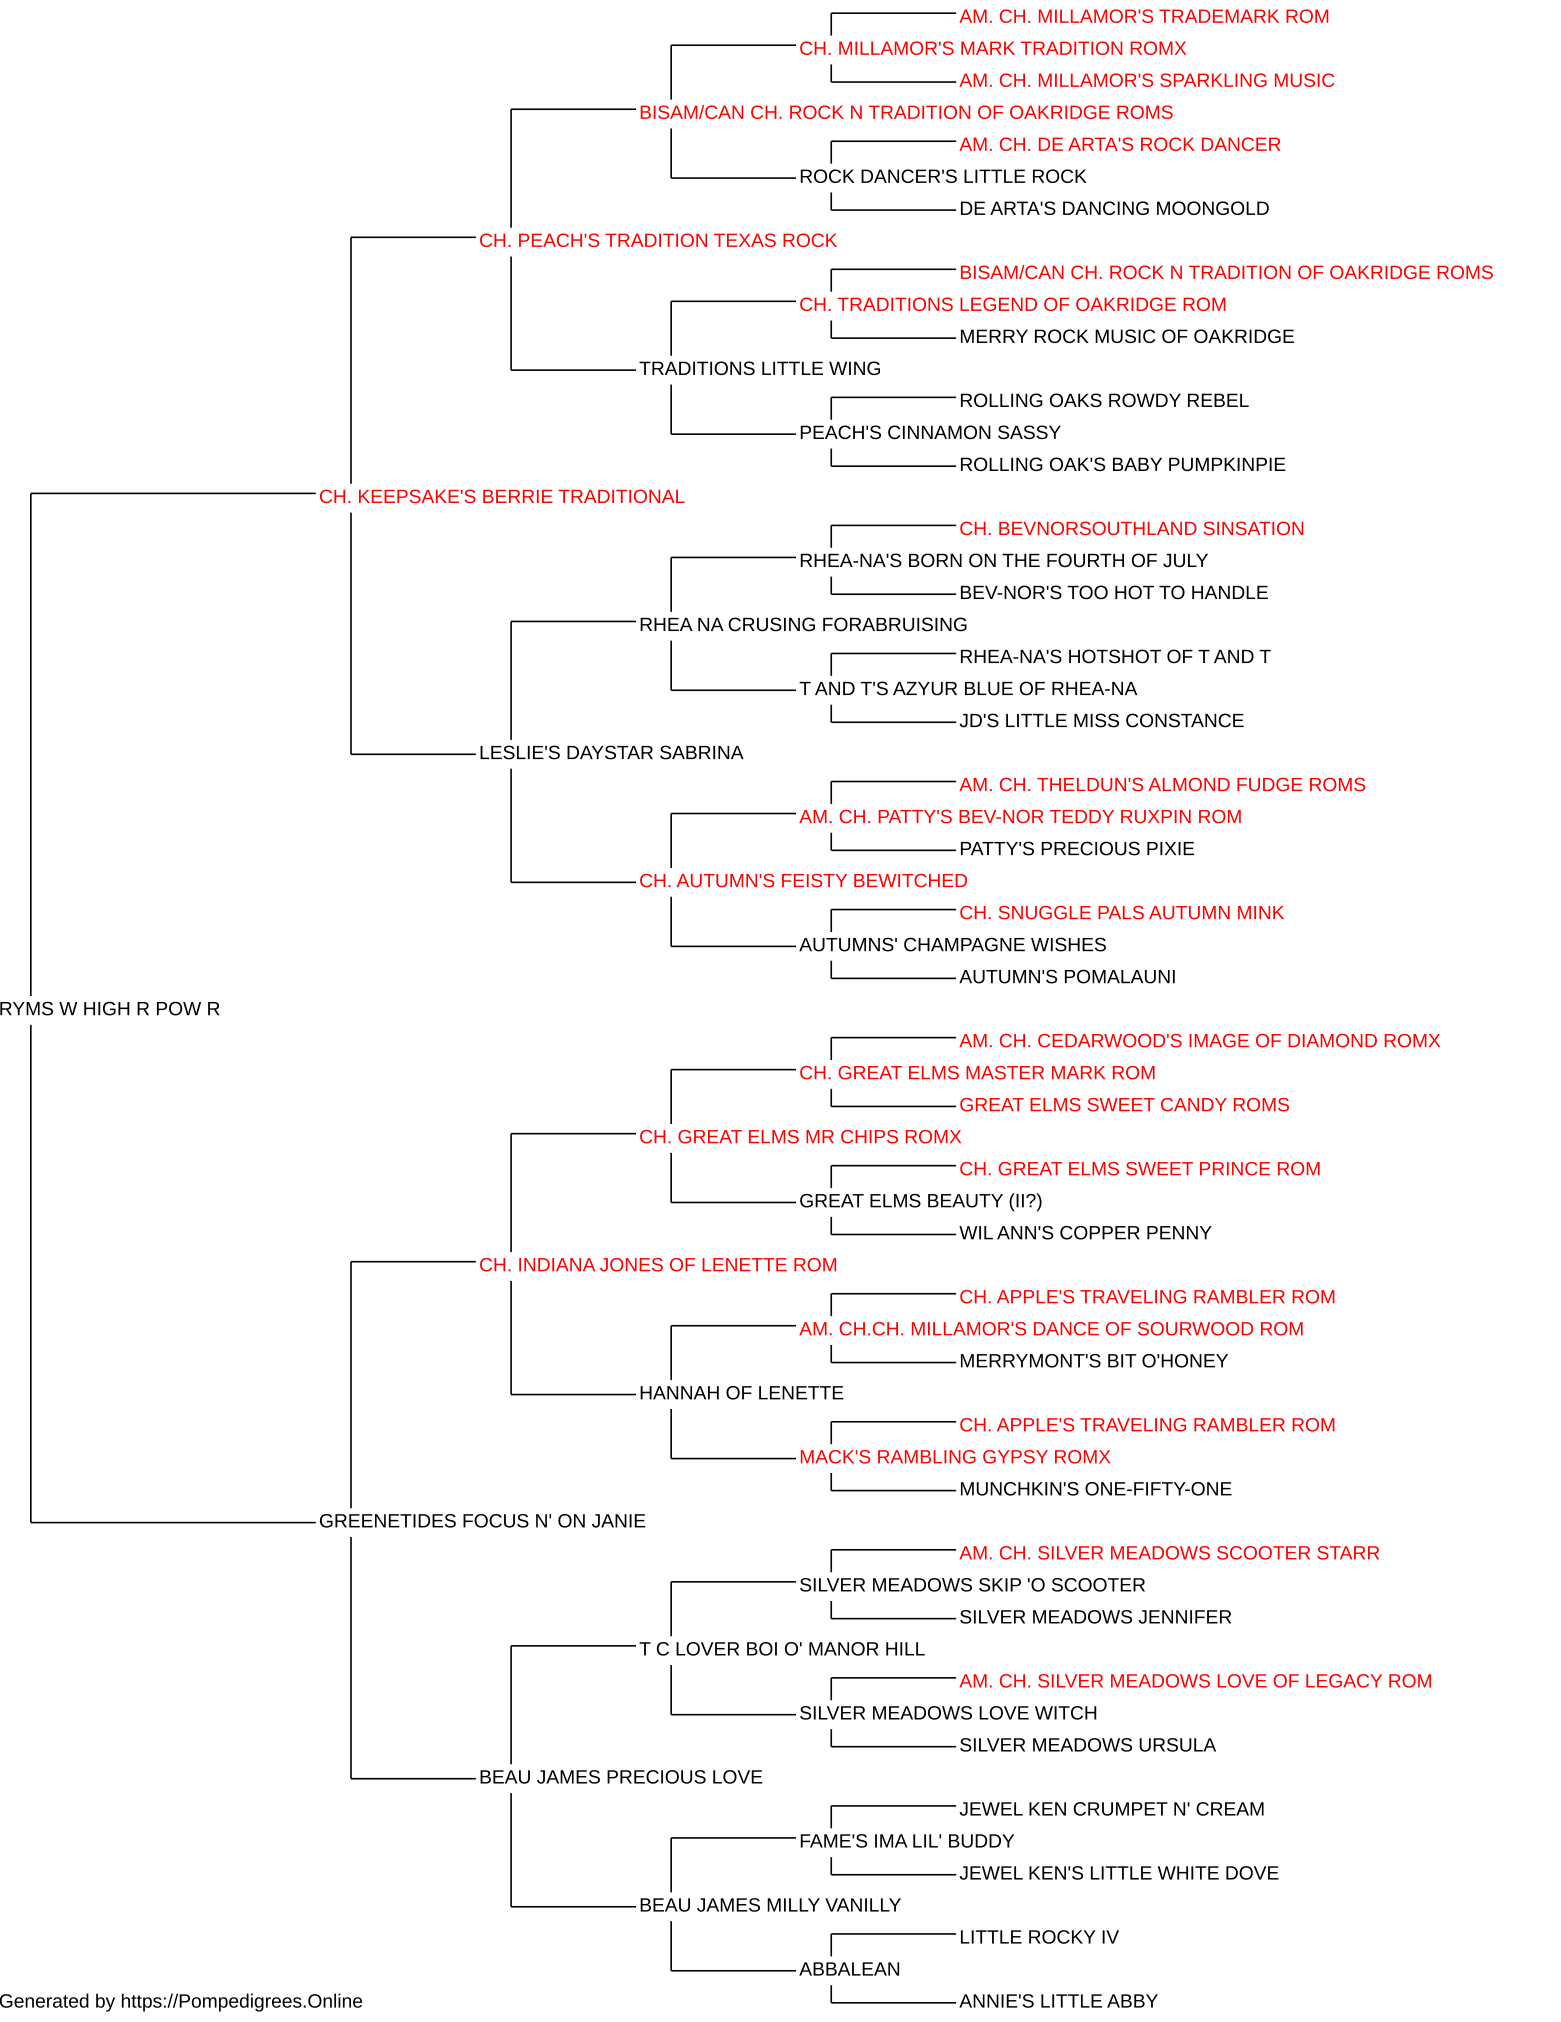 AM. CH. MILLAMOR'S TRADEMARK ROM
CH. MILLAMOR'S MARK TRADITION ROMX
AM. CH. MILLAMOR'S SPARKLING MUSIC
BISAM/CAN CH. ROCK N TRADITION OF OAKRIDGE ROMS
AM. CH. DE ARTA'S ROCK DANCER
ROCK DANCER'S LITTLE ROCK
DE ARTA'S DANCING MOONGOLD
CH. PEACH'S TRADITION TEXAS ROCK
BISAM/CAN CH. ROCK N TRADITION OF OAKRIDGE ROMS
CH. TRADITIONS LEGEND OF OAKRIDGE ROM
MERRY ROCK MUSIC OF OAKRIDGE
TRADITIONS LITTLE WING
ROLLING OAKS ROWDY REBEL
PEACH'S CINNAMON SASSY
ROLLING OAK'S BABY PUMPKINPIE
CH. KEEPSAKE'S BERRIE TRADITIONAL
CH. BEVNORSOUTHLAND SINSATION
RHEA-NA'S BORN ON THE FOURTH OF JULY
BEV-NOR'S TOO HOT TO HANDLE
RHEA NA CRUSING FORABRUISING
RHEA-NA'S HOTSHOT OF T AND T
T AND T'S AZYUR BLUE OF RHEA-NA
JD'S LITTLE MISS CONSTANCE
LESLIE'S DAYSTAR SABRINA
AM. CH. THELDUN'S ALMOND FUDGE ROMS
AM. CH. PATTY'S BEV-NOR TEDDY RUXPIN ROM
PATTY'S PRECIOUS PIXIE
CH. AUTUMN'S FEISTY BEWITCHED
CH. SNUGGLE PALS AUTUMN MINK
AUTUMNS' CHAMPAGNE WISHES
AUTUMN'S POMALAUNI
RYMS W HIGH R POW R
AM. CH. CEDARWOOD'S IMAGE OF DIAMOND ROMX
CH. GREAT ELMS MASTER MARK ROM
GREAT ELMS SWEET CANDY ROMS
CH. GREAT ELMS MR CHIPS ROMX
CH. GREAT ELMS SWEET PRINCE ROM
GREAT ELMS BEAUTY (II?)
WIL ANN'S COPPER PENNY
CH. INDIANA JONES OF LENETTE ROM
CH. APPLE'S TRAVELING RAMBLER ROM
AM. CH.CH. MILLAMOR'S DANCE OF SOURWOOD ROM
MERRYMONT'S BIT O'HONEY
HANNAH OF LENETTE
CH. APPLE'S TRAVELING RAMBLER ROM
MACK'S RAMBLING GYPSY ROMX
MUNCHKIN'S ONE-FIFTY-ONE
GREENETIDES FOCUS N' ON JANIE
AM. CH. SILVER MEADOWS SCOOTER STARR
SILVER MEADOWS SKIP 'O SCOOTER
SILVER MEADOWS JENNIFER
T C LOVER BOI O' MANOR HILL
AM. CH. SILVER MEADOWS LOVE OF LEGACY ROM
SILVER MEADOWS LOVE WITCH
SILVER MEADOWS URSULA
BEAU JAMES PRECIOUS LOVE
JEWEL KEN CRUMPET N' CREAM
FAME'S IMA LIL' BUDDY
JEWEL KEN'S LITTLE WHITE DOVE
BEAU JAMES MILLY VANILLY
LITTLE ROCKY IV
ABBALEAN
ANNIE'S LITTLE ABBY
Generated by https://Pompedigrees.Online